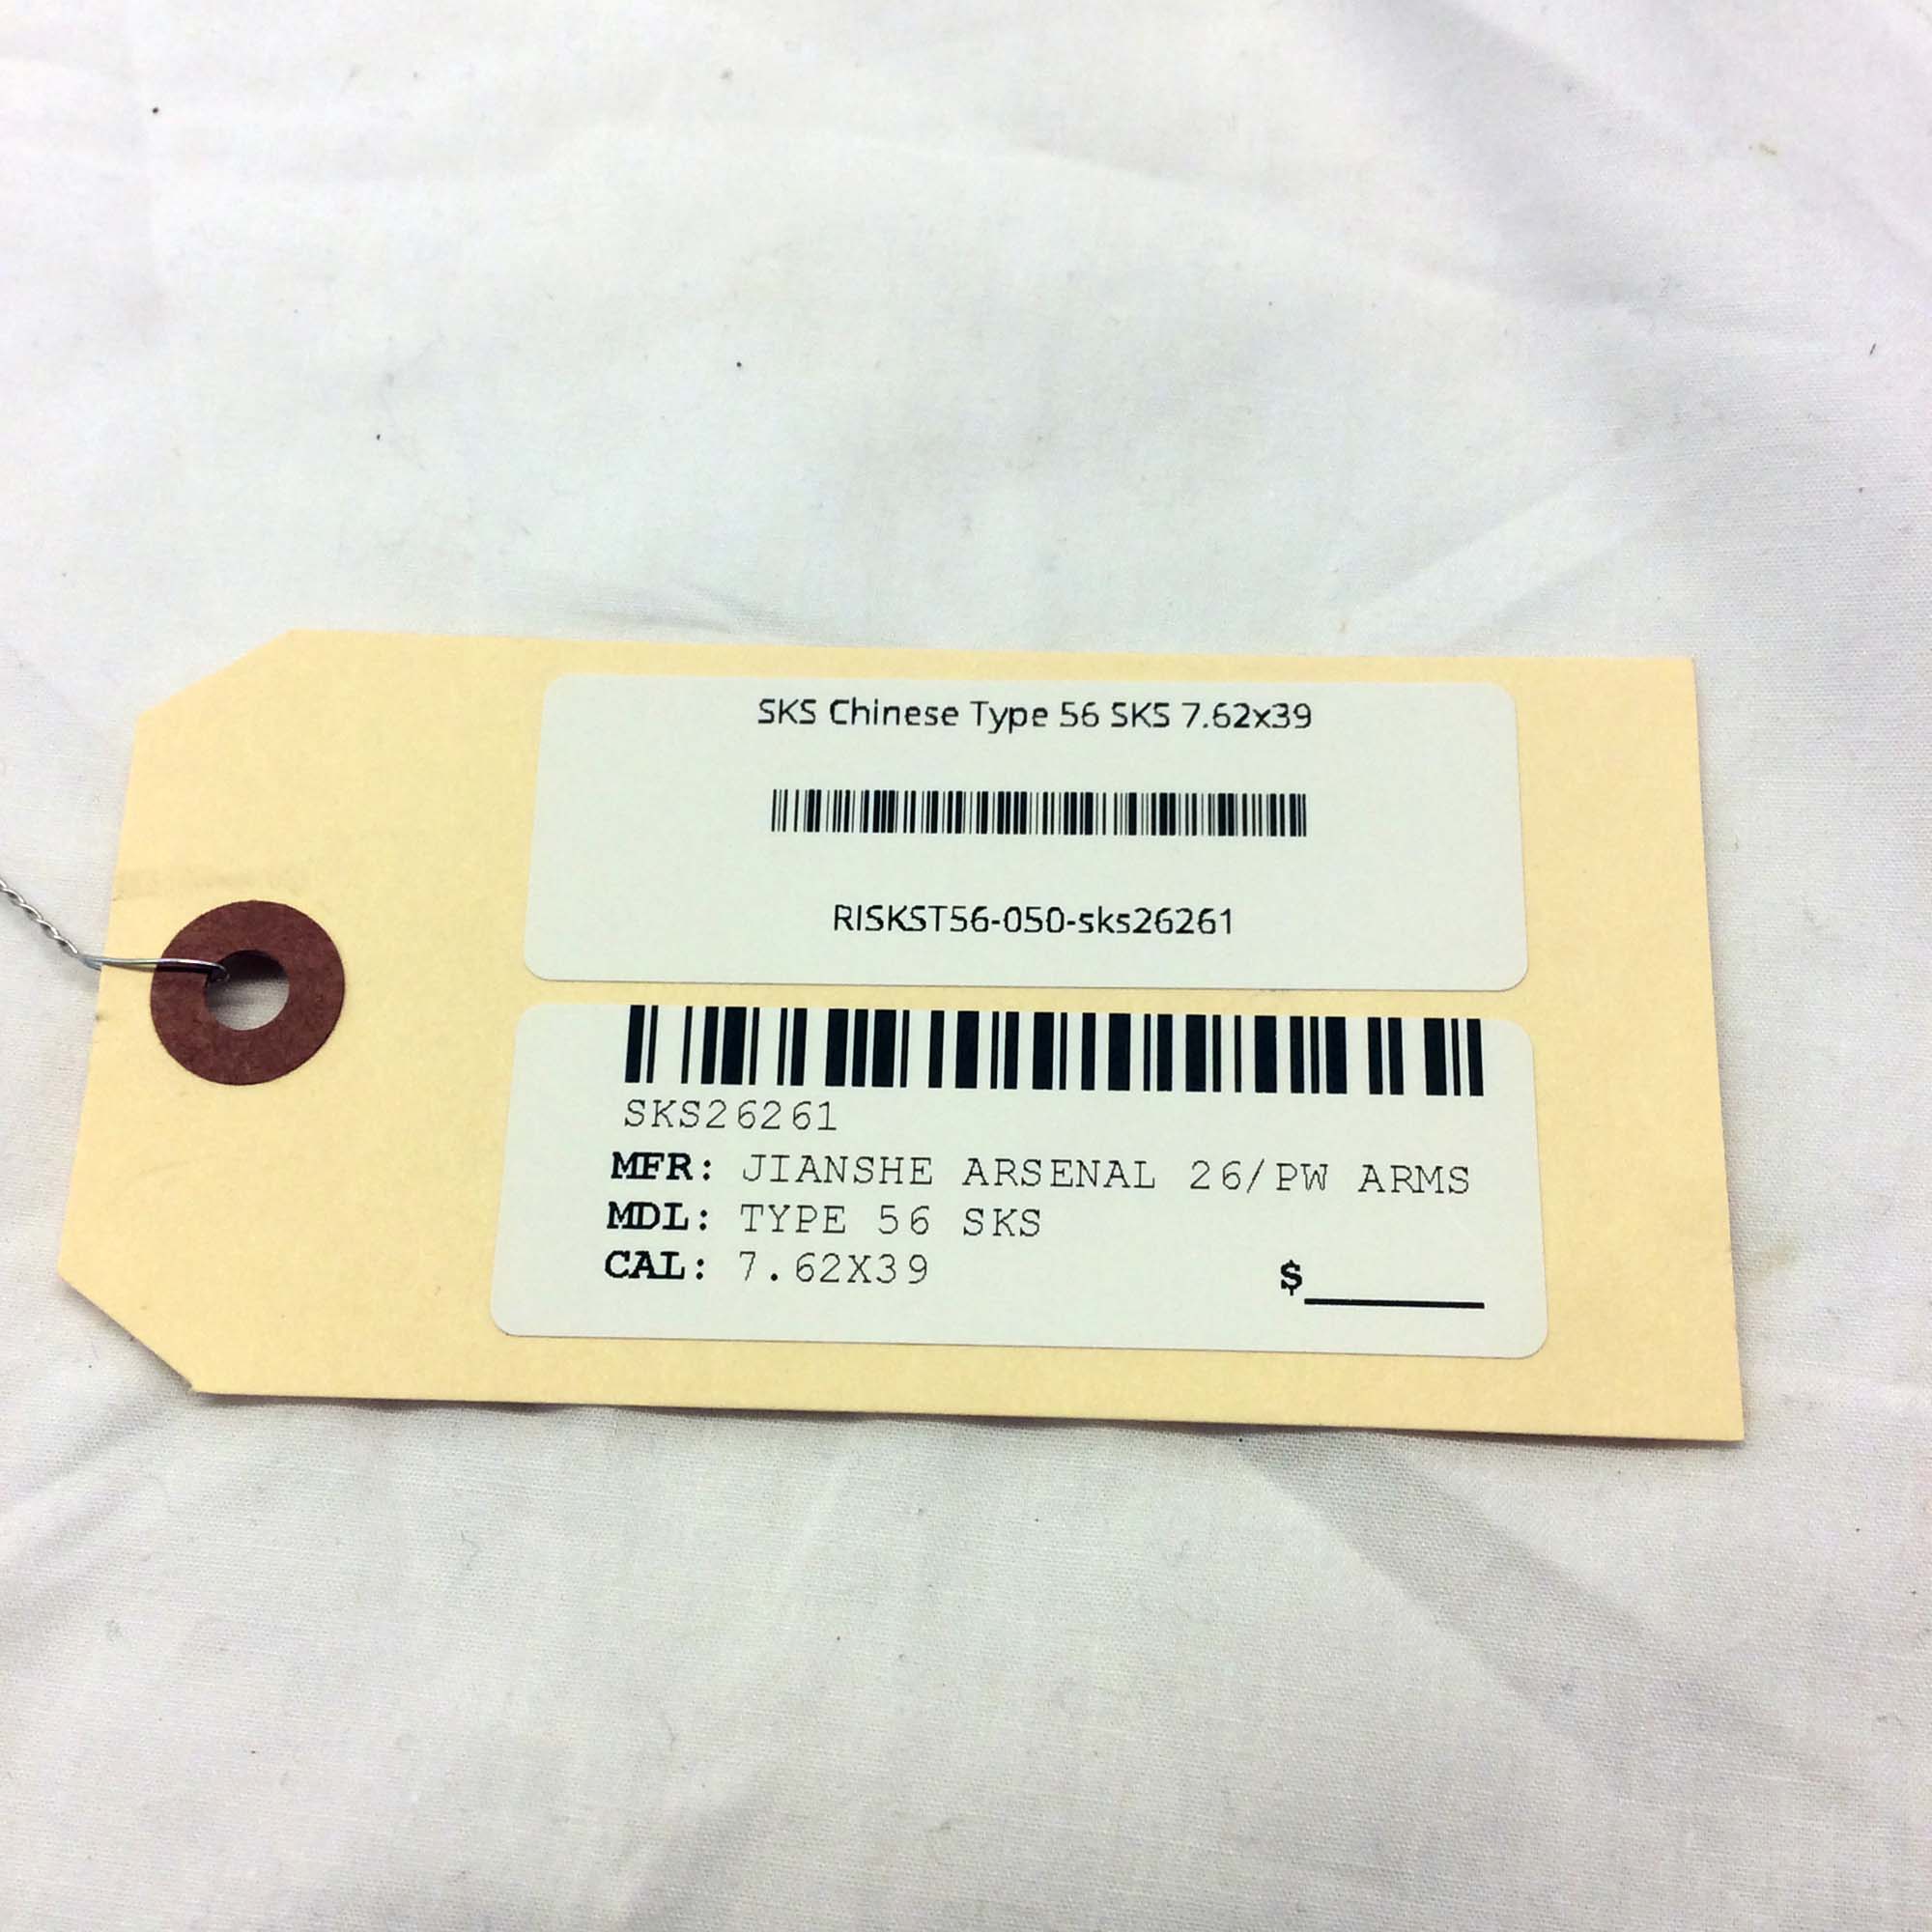 SKS Chinese Type 56 SKS 7.62x39
RISKST56-050-sks26261
SKS26261
MFR: JIANSHE ARSENAL 26/PW ARMS
MDL: TYPE 56 SKS
CAL: 7.62X39
$______